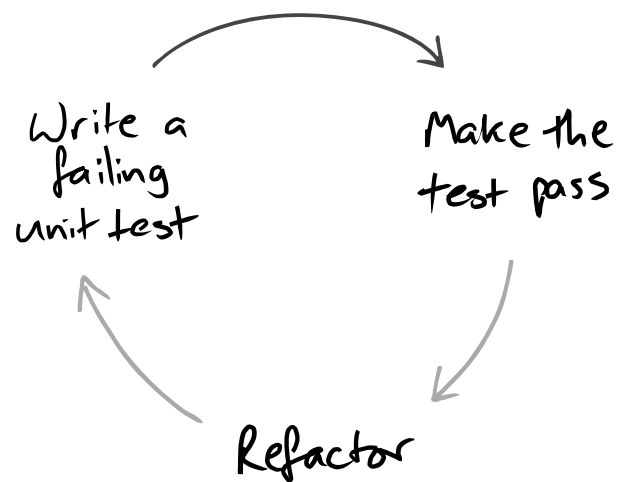 Write a
failing
unit test
Make the
test pass
Refactor